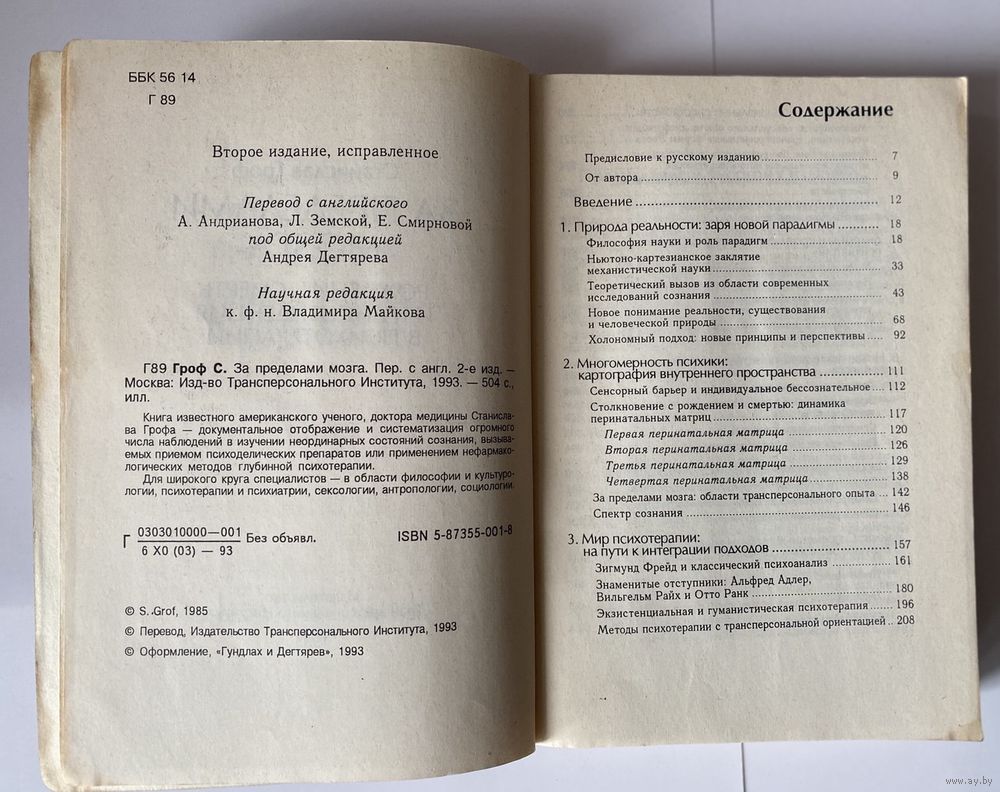 ББК 56 14
Г 89
Второе издание, исправленное
Перевод с английского
А. Андрианова, Л. Земской, Е. Смирновой
под общей редакцией
Андрея Дегтярева
Научная редакция
к. ф. н. Владимира Майкова
Г89 Гроф С. За пределами мозга. Пер. с англ. 2-е изд. —
Москва: Изд-во Трансперсонального Института, 1993. — 504 с.,
илл.
Книга известного американского ученого, доктора медицины Станисла-
ва Грофа — документальное отображение и систематизация огромного
числа наблюдений в изучении неординарных состояний сознания, вызыва-
емых приемом психоделических препаратов или применением нефармако-
логических методов глубинной психотерапии.
Для широкого круга специалистов — в области философии и культуро-
логии, психотерапии и психиатрии, сексологии, антропологии, социологии.
Г 0303010000—001 Без объявл. ISBN 5-87355-001-8
6 Х0 (03) — 93
© S. Grof, 1985
© Перевод, Издательство Трансперсонального Института, 1993
© Оформление, «Гундлах и Дегтярев», 1993
Содержание
Предисловие к русскому изданию 7
От автора 9
Введение 12
1. Природа реальности: заря новой парадигмы 18
Философия науки и роль парадигм 18
Ньютоно-картезианское заклятие
механистической науки 33
Теоретический вызов из области современных
исследований сознания 43
Новое понимание реальности, существования
и человеческой природы 68
Холономный подход: новые принципы и перспективы 92
2. Многомерность психики:
картография внутреннего пространства 111
Сенсорный барьер и индивидуальное бессознательное 112
Столкновение с рождением и смертью: динамика
перинатальных матриц 117
Первая перинатальная матрица 120
Вторая перинатальная матрица 126
Третья перинатальная матрица 129
Четвертая перинатальная матрица 138
За пределами мозга: области трансперсонального опыта 142
Спектр сознания 146
3. Мир психотерапии:
на пути к интеграции подходов 157
Зигмунд Фрейд и классический психоанализ 161
Знаменитые отступники: Альфред Адлер,
Вильгельм Райх и Отто Ранк 180
Экзистенциальная и гуманистическая психотерапия 196
Методы психотерапии с трансперсональной ориентацией 208
www.ay.by